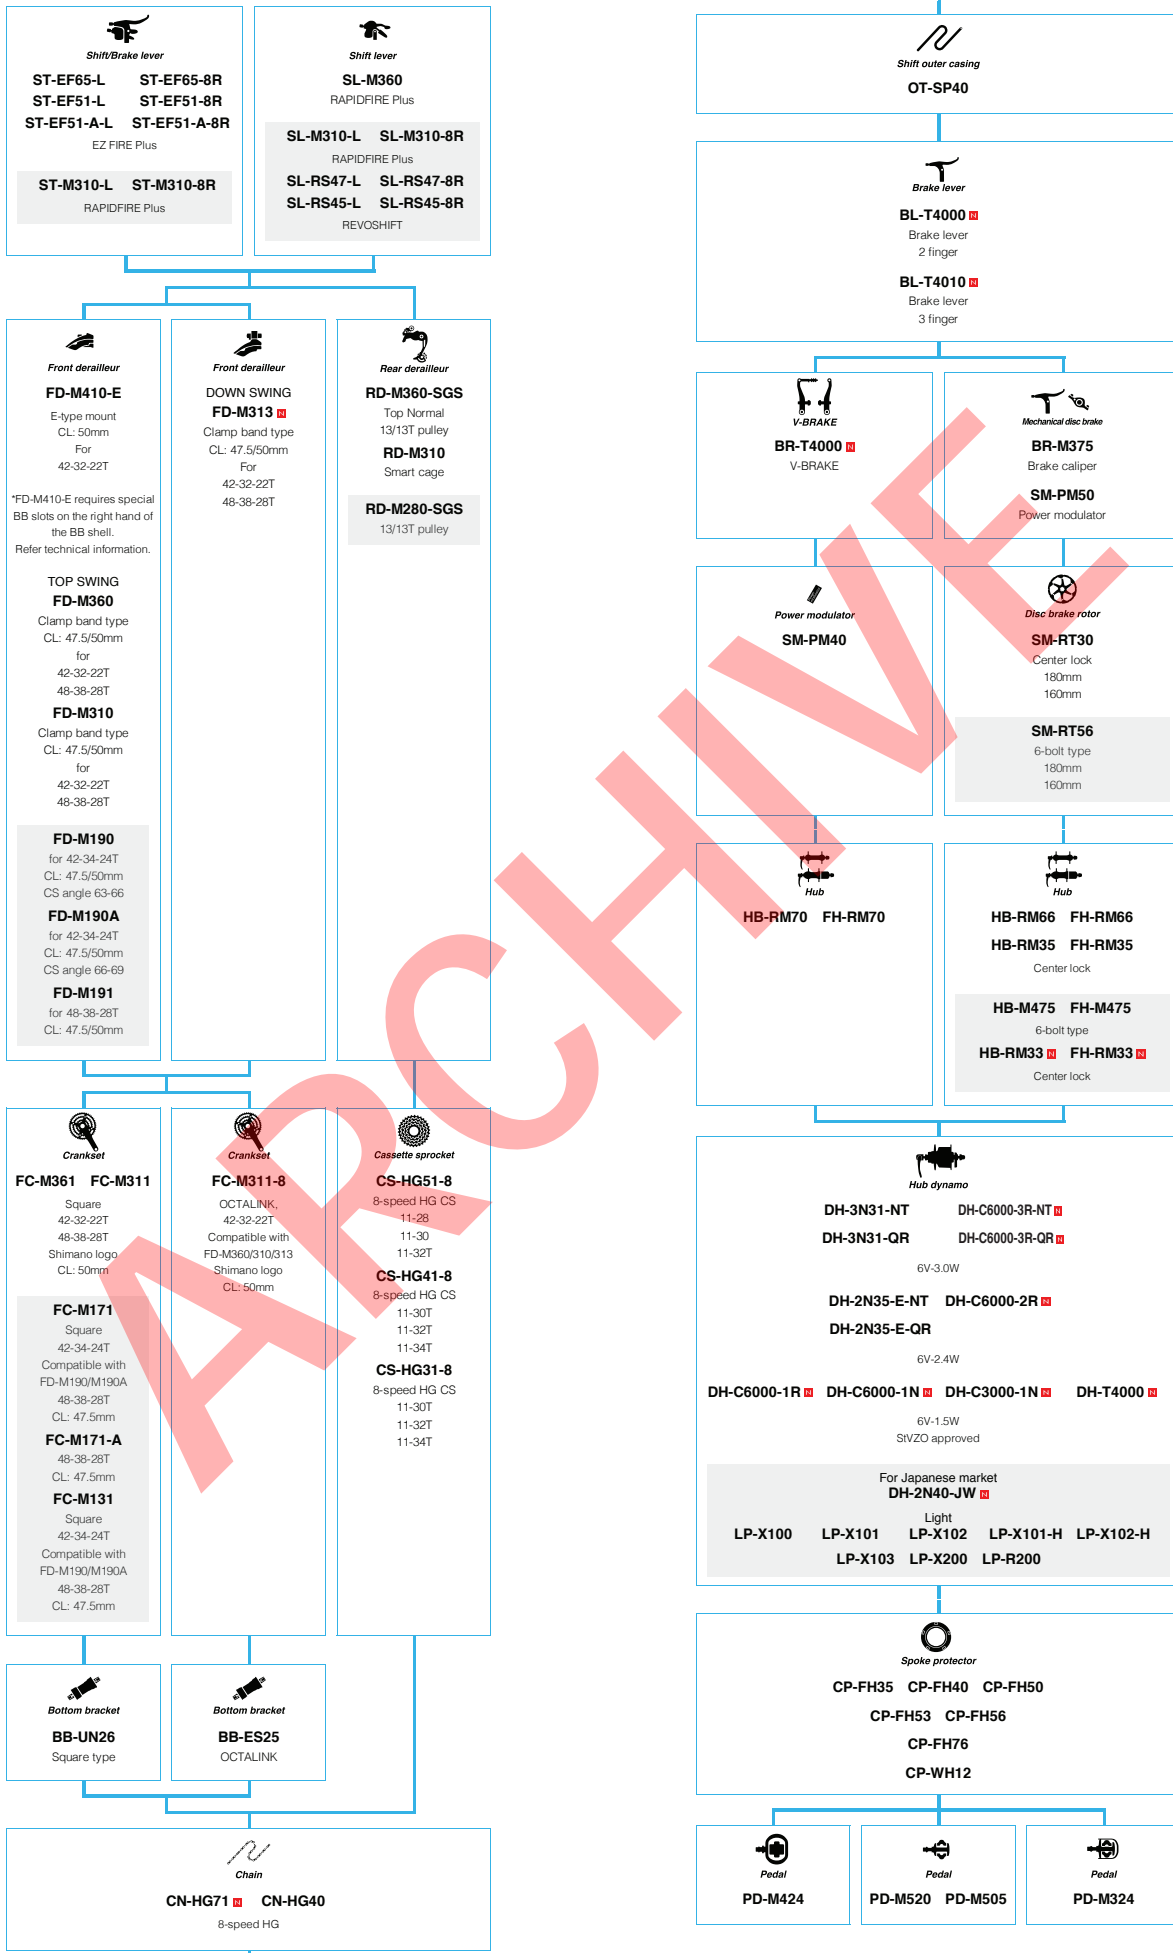 Shift/Brake lever
ST-EF65-L ST-EF65-8R
ST-EF51-L ST-EF51-8R
ST-EF51-A-L ST-EF51-A-8R
EZ FIRE Plus
ST-M310-L ST-M310-8R
RAPIDFIRE Plus
Shift lever
SL-M360
RAPIDFIRE Plus
SL-M310-L SL-M310-8R
RAPIDFIRE Plus
SL-RS47-L SL-RS47-8R
SL-RS45-L SL-RS45-8R
REVOSHIFT
Front derailleur
FD-M410-E
E-type mount
CL: 50mm
For
42-32-22T
*FD-M410-E requires special
BB slots on the right hand of
the BB shell.
Refer technical information.
TOP SWING
FD-M360
Clamp band type
CL: 47.5/50mm
for
42-32-22T
48-38-28T
FD-M310
Clamp band type
CL: 47.5/50mm
for
42-32-22T
48-38-28T
FD-M190
for 42-34-24T
CL: 47.5/50mm
CS angle 63-66
FD-M190A
for 42-34-24T
CL: 47.5/50mm
CS angle 66-69
FD-M191
for 48-38-28T
CL: 47.5/50mm
Front derailleur
DOWN SWING
FD-M313 N
Clamp band type
CL: 47.5/50mm
For
42-32-22T
48-38-28T
Rear derailleur
RD-M360-SGS
Top Normal
13/13T pulley
RD-M310
Smart cage
RD-M280-SGS
13/13T pulley
Crankset
FC-M361 FC-M311
Square
42-32-22T
48-38-28T
Shimano logo
CL: 50mm
FC-M171
Square
42-34-24T
Compatible with
FD-M190/M190A
48-38-28T
CL: 47.5mm
FC-M171-A
48-38-28T
CL: 47.5mm
FC-M131
Square
42-34-24T
Compatible with
FD-M190/M190A
48-38-28T
CL: 47.5mm
Crankset
FC-M311-8
OCTALINK,
42-32-22T
Compatible with
FD-M360/310/313
Shimano logo
CL: 50mm
Cassette sprocket
CS-HG51-8
8-speed HG CS
11-28
11-30
11-32T
CS-HG41-8
8-speed HG CS
11-30T
11-32T
11-34T
CS-HG31-8
8-speed HG CS
11-30T
11-32T
11-34T
Bottom bracket
BB-UN26
Square type
Bottom bracket
BB-ES25
OCTALINK
Chain
CN-HG71 N CN-HG40
8-speed HG
Shift outer casing
OT-SP40
Brake lever
BL-T4000 N
Brake lever
2 finger
BL-T4010 N
Brake lever
3 finger
V-BRAKE
BR-T4000 N
V-BRAKE
Mechanical disc brake
BR-M375
Brake caliper
SM-PM50
Power modulator
Power modulator
SM-PM40
Disc brake rotor
SM-RT30
Center lock
180mm
160mm
SM-RT56
6-bolt type
180mm
160mm
Hub
HB-RM70 FH-RM70
Hub
HB-RM66 FH-RM66
HB-RM35 FH-RM35
Center lock
HB-M475 FH-M475
6-bolt type
HB-RM33 N FH-RM33 N
Center lock
Hub dynamo
DH-3N31-NT DH-C6000-3R-NT N
DH-3N31-QR DH-C6000-3R-QR N
6V-3.0W
DH-2N35-E-NT DH-C6000-2R N
DH-2N35-E-QR
6V-2.4W
DH-C6000-1R N DH-C6000-1N N DH-C3000-1N N DH-T4000 N
6V-1.5W
StVZO approved
For Japanese market
DH-2N40-JW N
Light
LP-X100 LP-X101 LP-X102 LP-X101-H LP-X102-H
LP-X103 LP-X200 LP-R200
Spoke protector
CP-FH35 CP-FH40 CP-FH50
CP-FH53 CP-FH56
CP-FH76
CP-WH12
Pedal
PD-M424
Pedal
PD-M520 PD-M505
Pedal
PD-M324
ARCHIVE